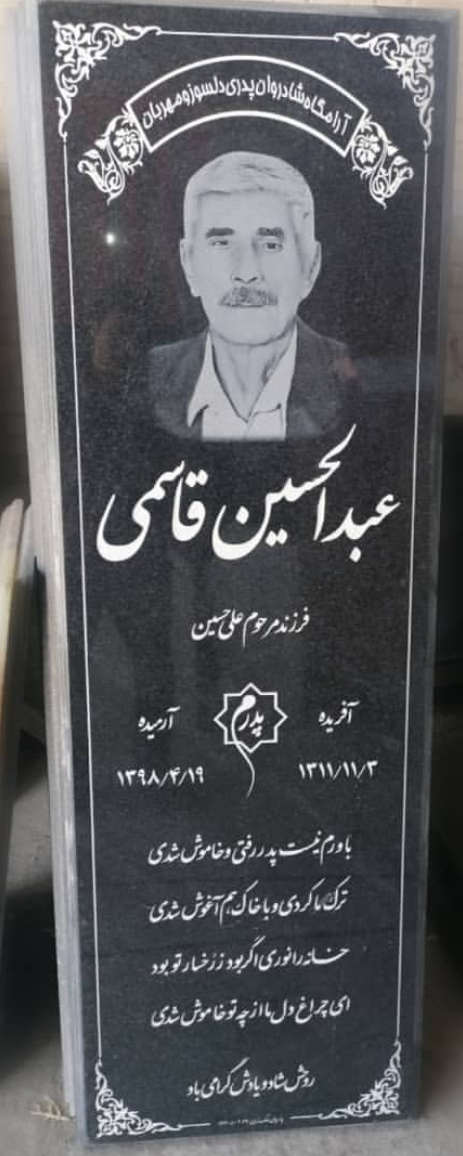 آرامگاه شادروان پدری دلسوز و مهربان
عبدالحسین قاسمی
فرزند مرحوم علی حسین
آفریده پدرم آرمیده
۱۳۱۱/۱۱/۳ ۱۳۹۸/۴/۱۹
باورم نیست پدر رفتی و خاموش شدی
ترک ما کردی و با خاک هم آغوش شدی
خانه را نوری اگر بود ز رخسار تو بود
ای چراغ دل ما از چه تو خاموش شدی
روحش شاد و یادش گرامی باد